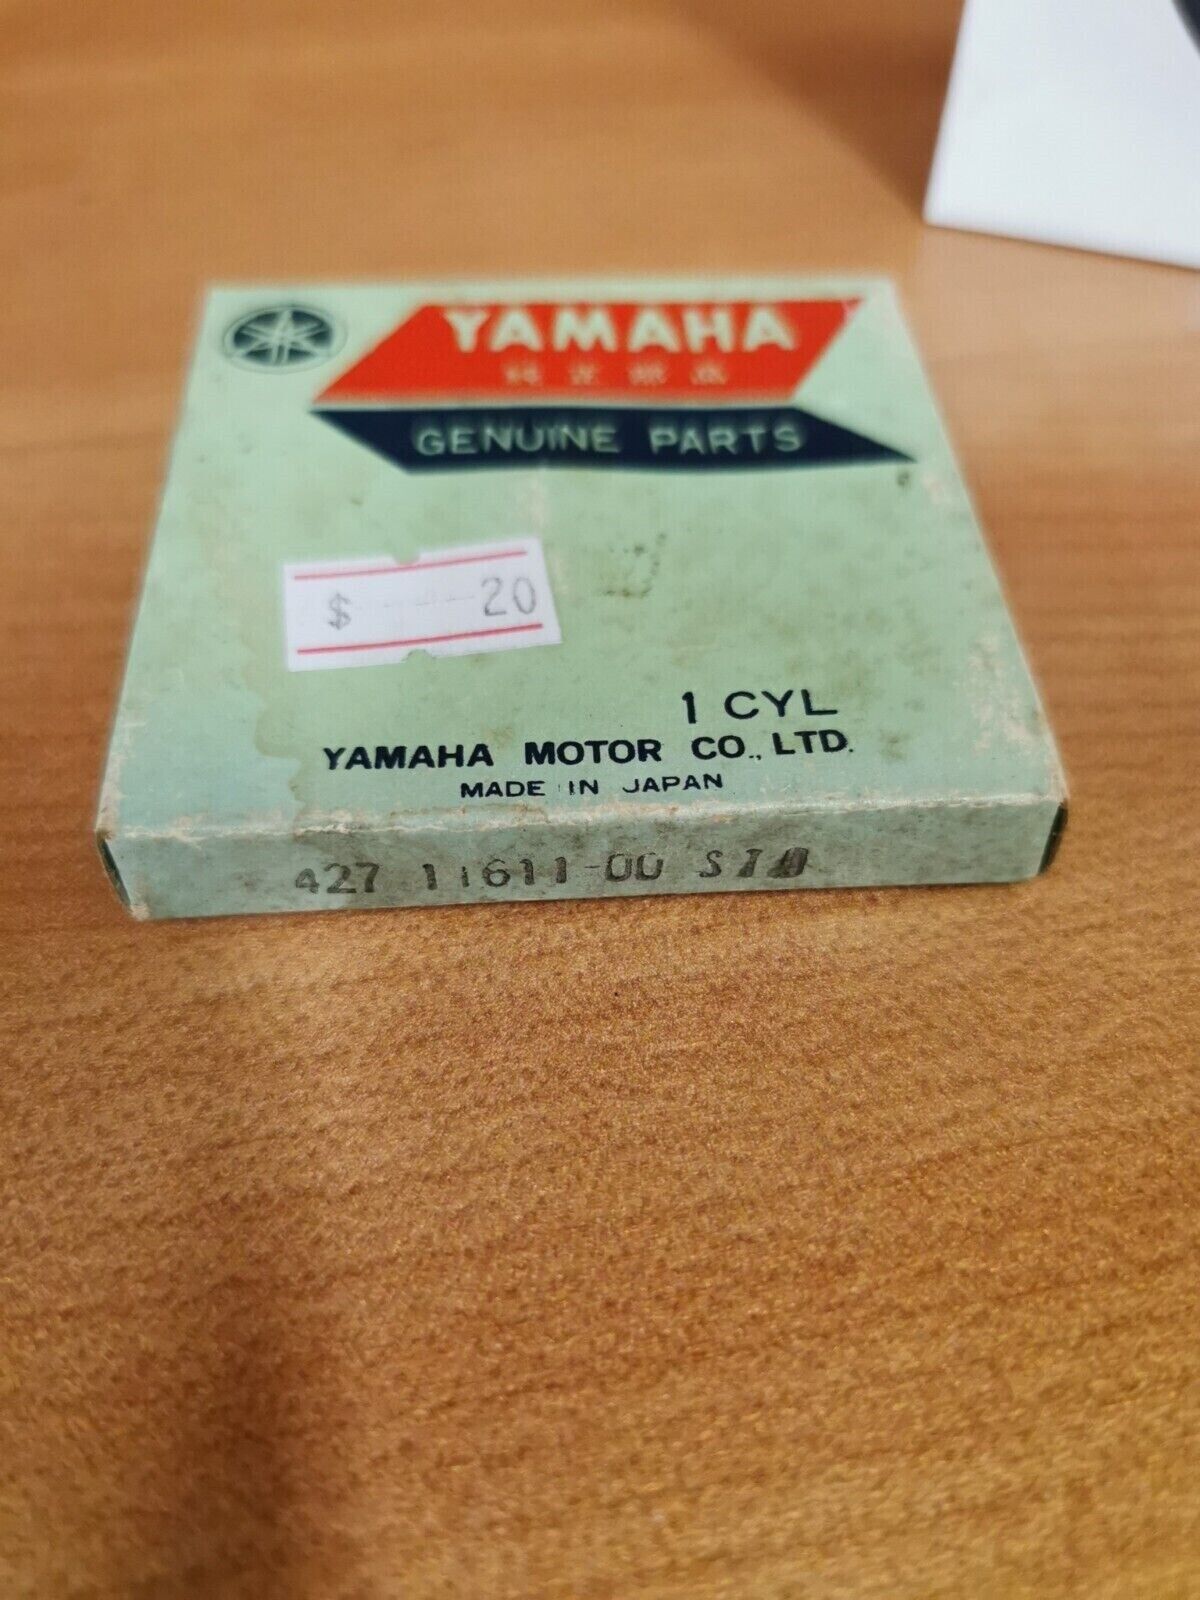 YAMAHA
純正部品
GENUINE PARTS
$ 20
1 CYL
YAMAHA MOTOR CO., LTD.
MADE IN JAPAN
427 11611-00 STD